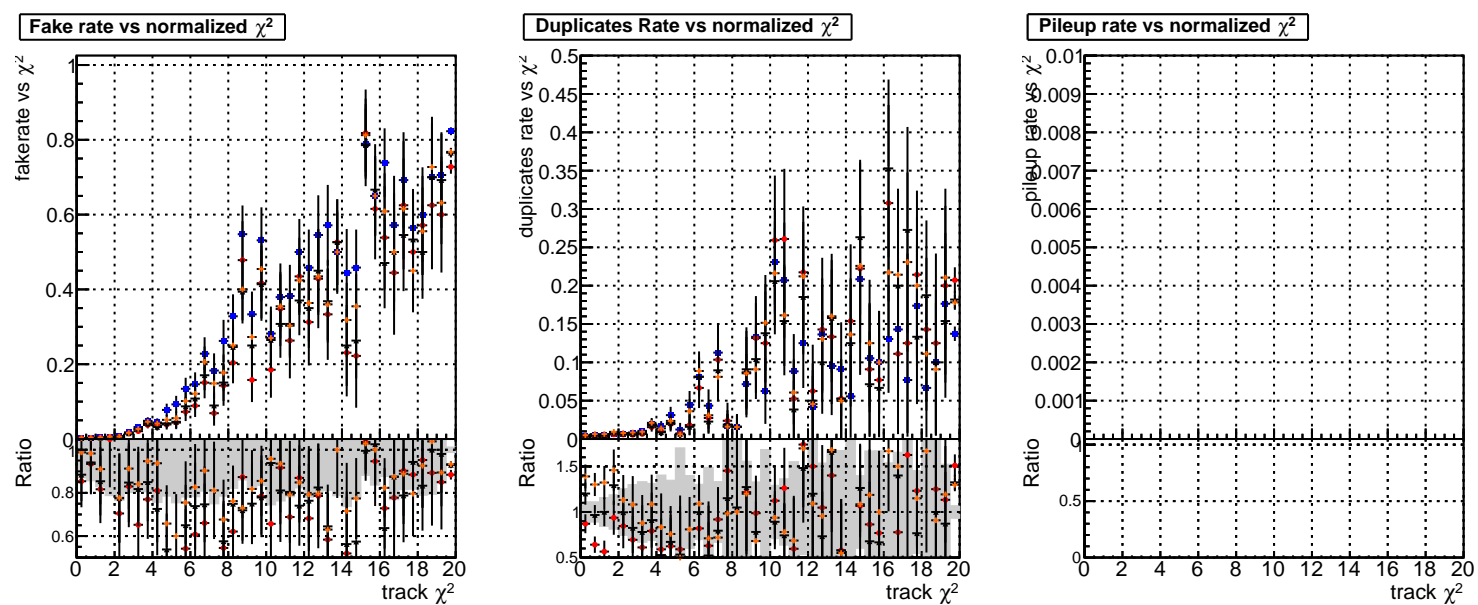 Fake rate vs normalized χ²
fakerate vs χ²
1
0.8
0.6
0.4
0.2
0
Ratio
1
0.8
0.6
0 2 4 6 8 10 12 14 16 18 20
track χ²
Duplicates Rate vs normalized χ²
duplicates rate vs χ²
0.5
0.45
0.4
0.35
0.3
0.25
0.2
0.15
0.1
0.05
0
Ratio
1.5
1
0.5
0 2 4 6 8 10 12 14 16 18 20
track χ²
Pileup rate vs normalized χ²
pileup rate vs χ²
0.01
0.009
0.008
0.007
0.006
0.005
0.004
0.003
0.002
0.001
0
Ratio
1
0.5
0
0 2 4 6 8 10 12 14 16 18 20
track χ²